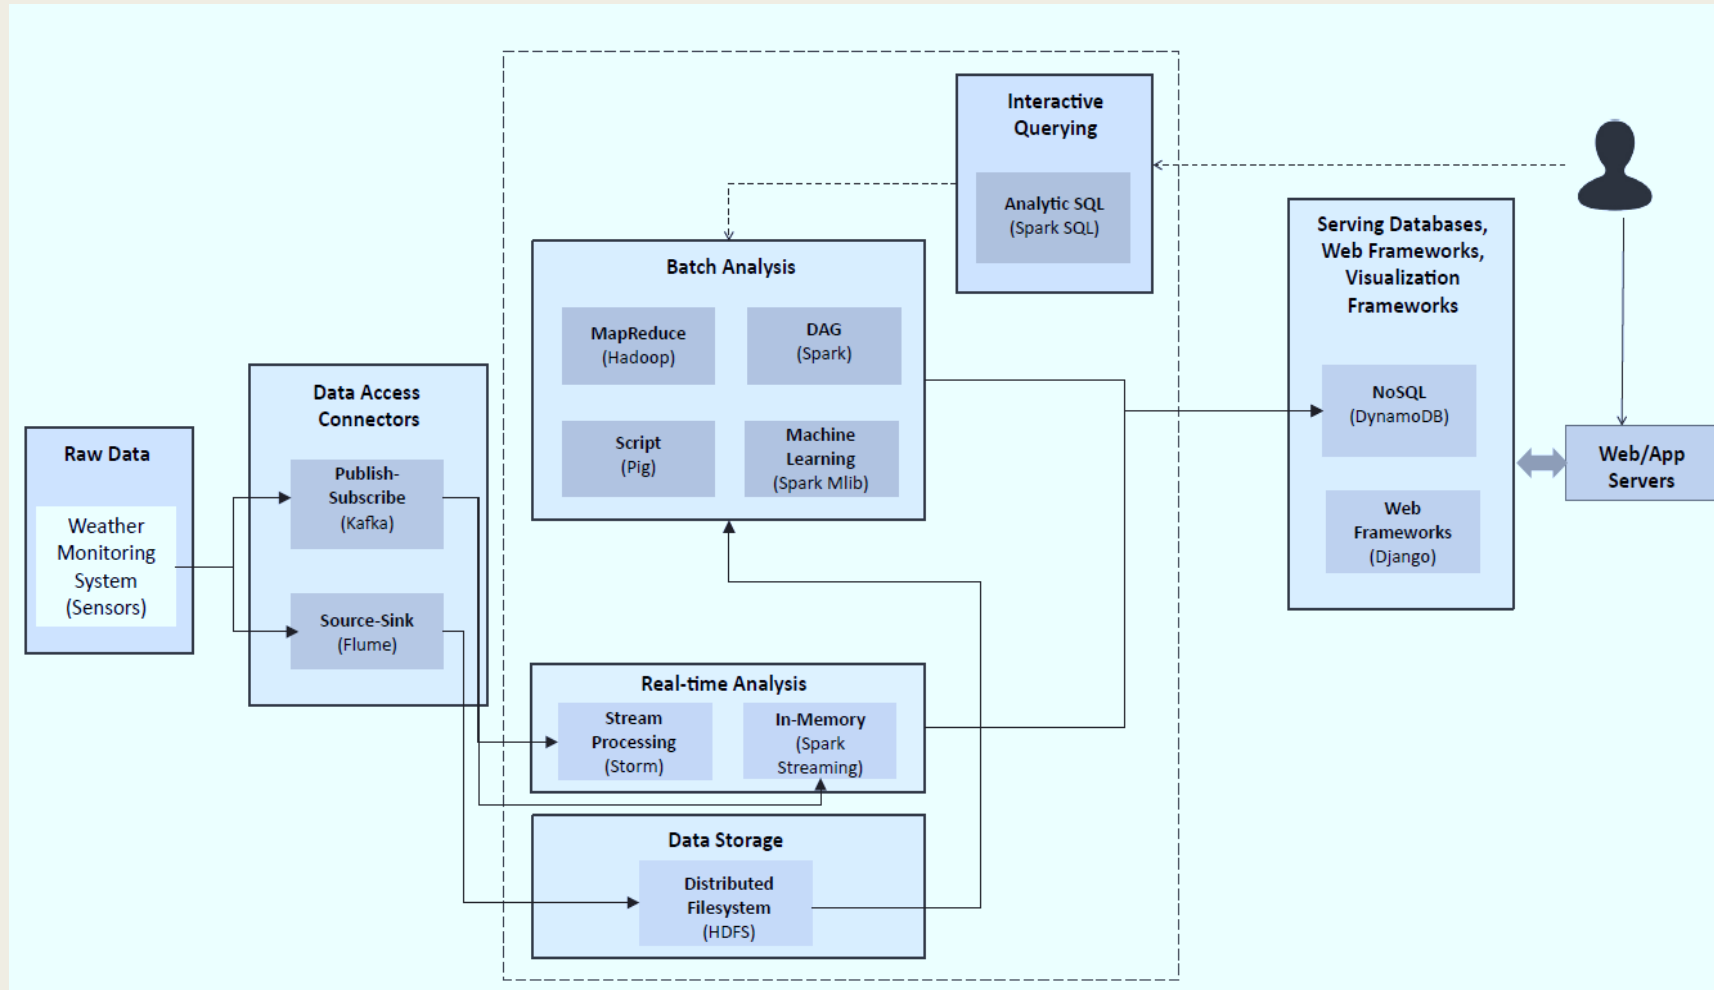 Raw Data
Weather
Monitoring
System
(Sensors)
Data Access
Connectors
Publish-
Subscribe
(Kafka)
Source-Sink
(Flume)
Interactive
Querying
Analytic SQL
(Spark SQL)
Batch Analysis
MapReduce
(Hadoop)
DAG
(Spark)
Script
(Pig)
Machine
Learning
(Spark Mlib)
Real-time Analysis
Stream
Processing
(Storm)
In-Memory
(Spark
Streaming)
Data Storage
Distributed
Filesystem
(HDFS)
Serving Databases,
Web Frameworks,
Visualization
Frameworks
NoSQL
(DynamoDB)
Web
Frameworks
(Django)
Web/App
Servers